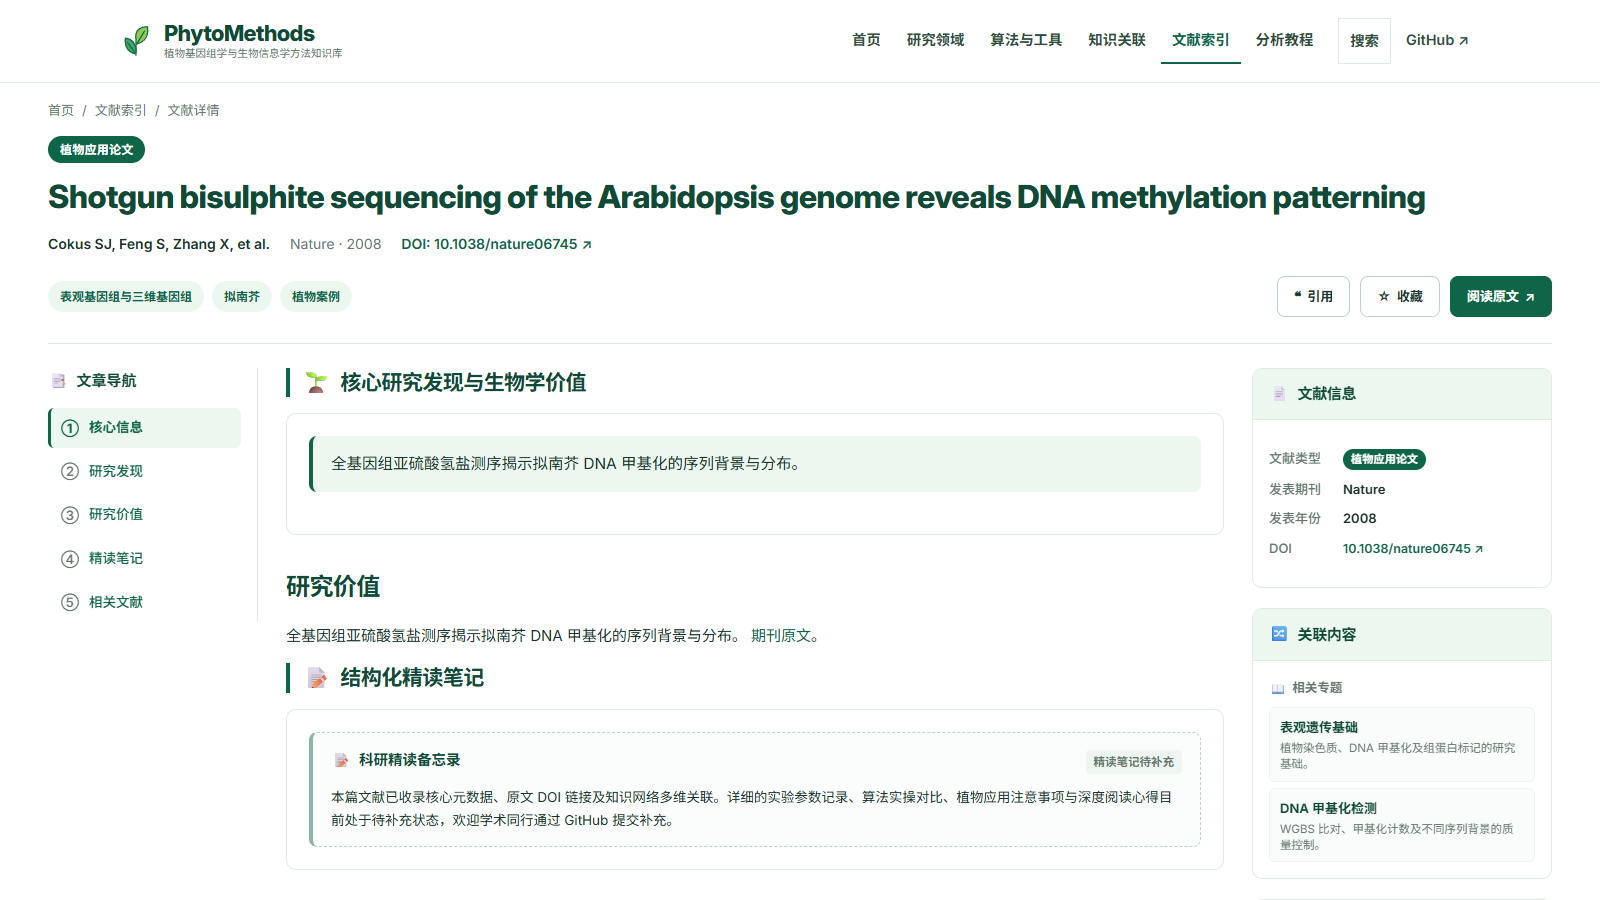 PhytoMethods
植物基因组学与生物信息学方法知识库
首页 研究领域 算法与工具 知识关联 文献索引 分析教程 搜索 GitHub ↗
首页 / 文献索引 / 文献详情
植物应用论文
Shotgun bisulphite sequencing of the Arabidopsis genome reveals DNA methylation patterning
Cokus SJ, Feng S, Zhang X, et al. Nature · 2008 DOI: 10.1038/nature06745 ↗
表观基因组与三维基因组 拟南芥 植物案例
❝ 引用 ☆ 收藏 阅读原文 ↗
文章导航
① 核心信息
② 研究发现
③ 研究价值
④ 精读笔记
⑤ 相关文献
核心研究发现与生物学价值
全基因组亚硫酸氢盐测序揭示拟南芥 DNA 甲基化的序列背景与分布。
研究价值
全基因组亚硫酸氢盐测序揭示拟南芥 DNA 甲基化的序列背景与分布。 期刊原文。
结构化精读笔记
科研精读备忘录
精读笔记待补充
本篇文献已收录核心元数据、原文 DOI 链接及知识网络多维关联。详细的实验参数记录、算法实操对比、植物应用注意事项与深度阅读心得目
前处于待补充状态，欢迎学术同行通过 GitHub 提交补充。
文献信息
文献类型 植物应用论文
发表期刊 Nature
发表年份 2008
DOI 10.1038/nature06745 ↗
关联内容
相关专题
表观遗传基础
植物染色质、DNA 甲基化及组蛋白标记的研究
基础。
DNA 甲基化检测
WGBS 比对、甲基化计数及不同序列背景的质
量控制。